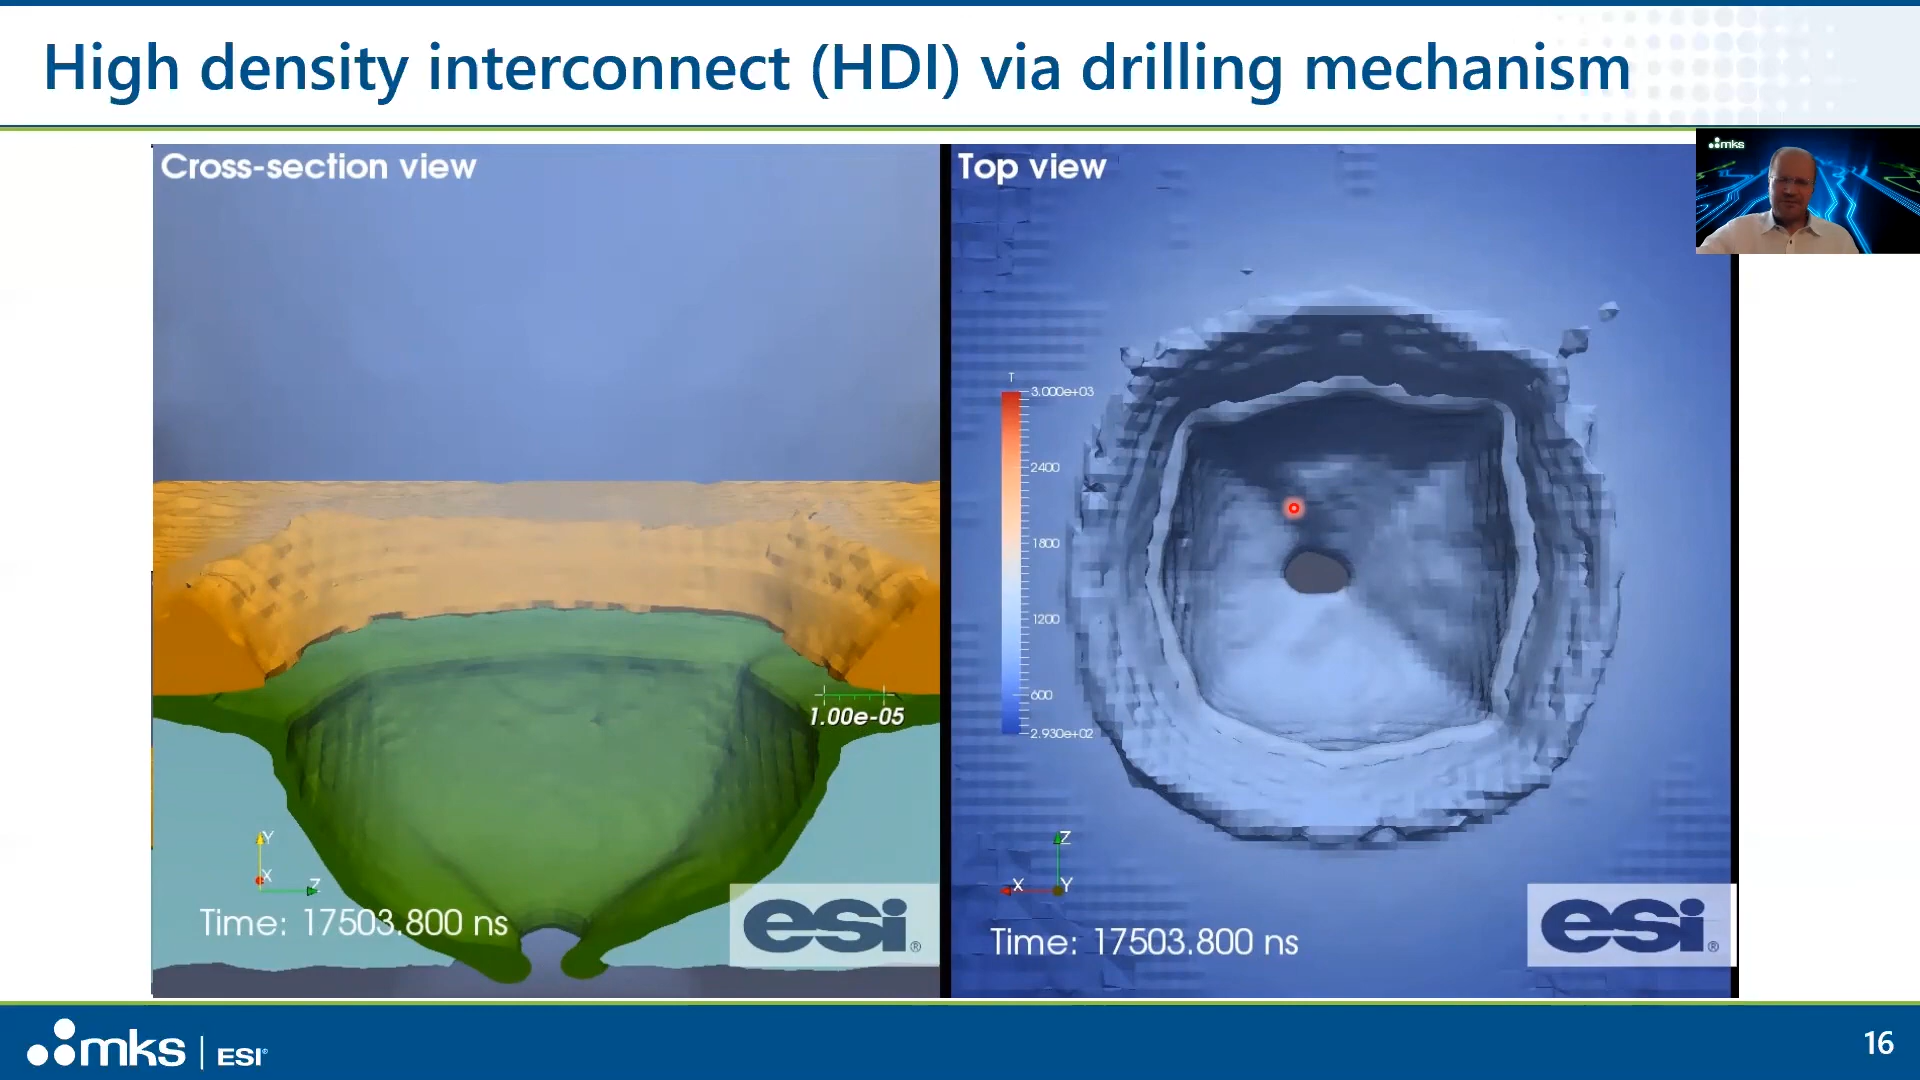 High density interconnect (HDI) via drilling mechanism
mks
Cross-section view
Top view
T
3.000e+03
2400
1800
1200
600
2.930e+02
1.00e-05
Y
X
Z
Time: 17503.800 ns
esi®
Z
X
Y
Time: 17503.800 ns
esi®
mks | ESI®
16